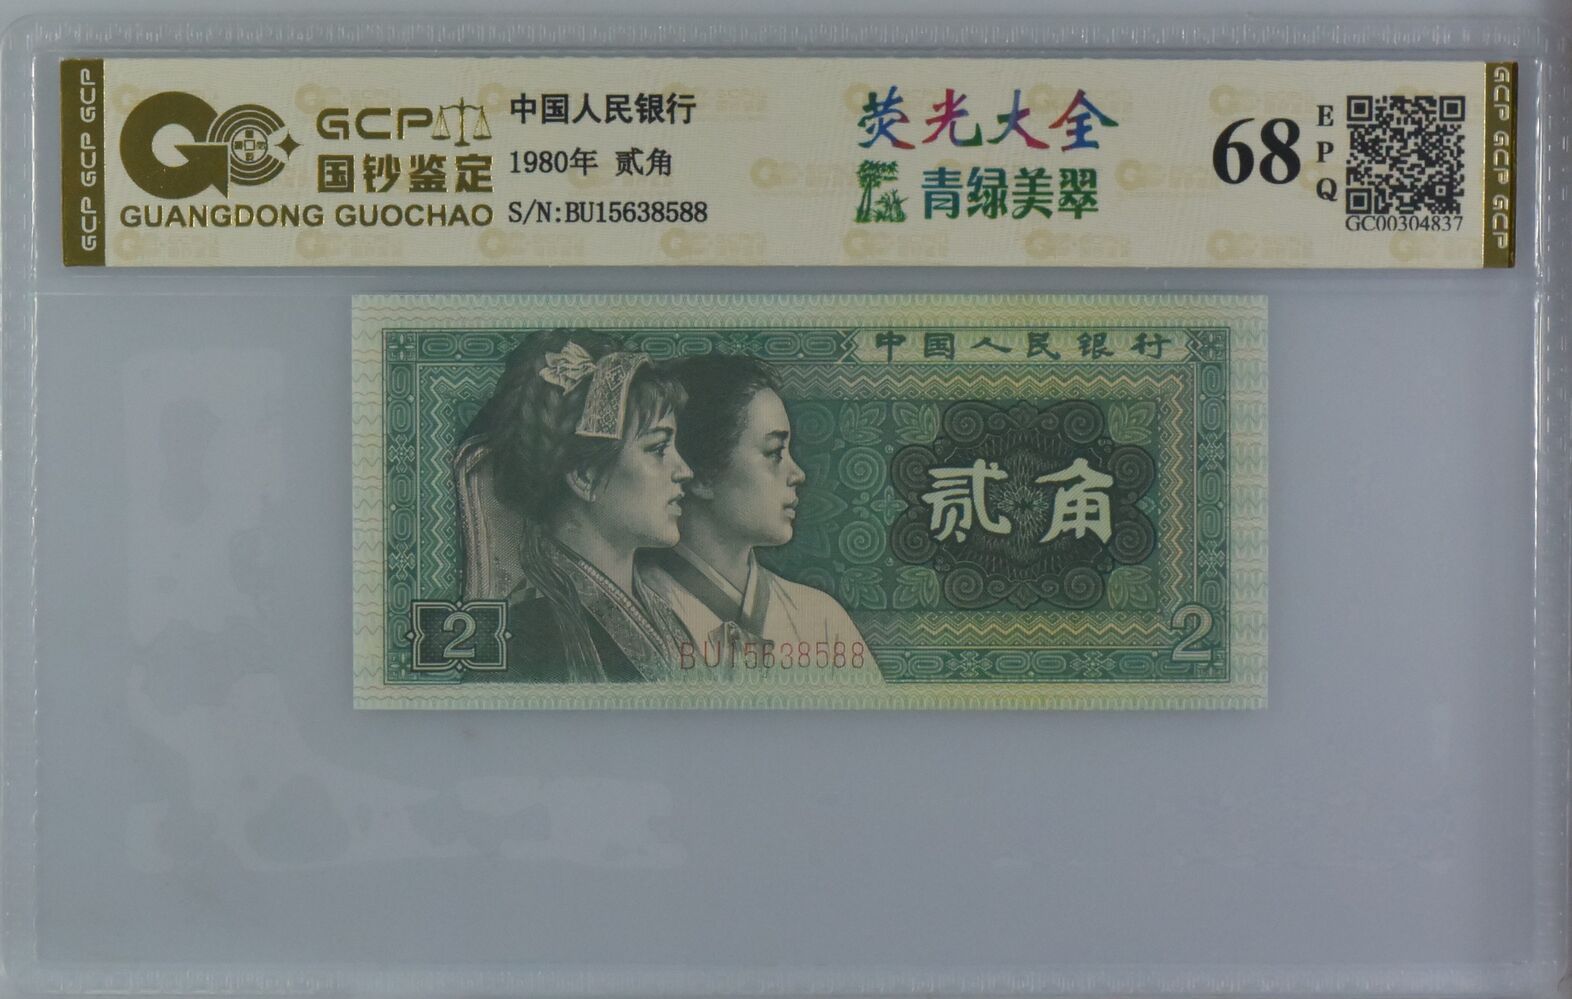 GCP GCP GCP
GCP
国钞鉴定
GUANGDONG GUOCHAO
中国人民银行
1980年 贰角
S/N:BU15638588
荧光大全
青绿美翠
68
EPQ
GC00304837
GCP GCP GCP
中国人民银行
贰角
2
BU15638588
2